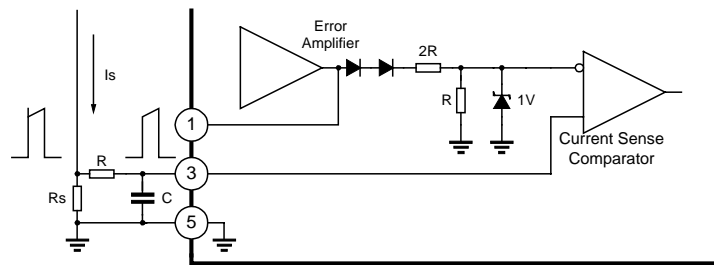 Error
Amplifier
2R
Is
R
1V
1
Current Sense
Comparator
R
3
Rs
C
5